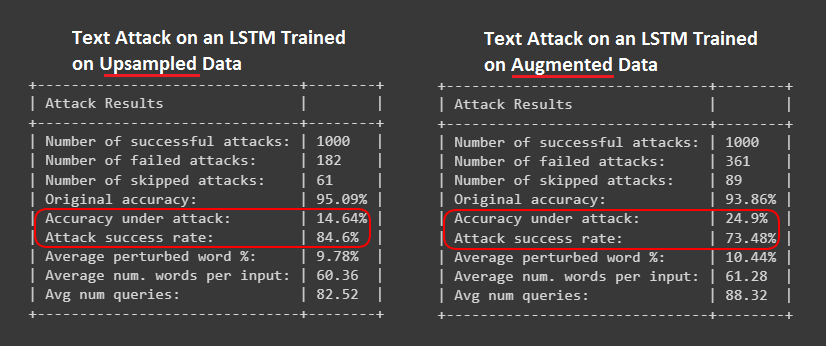 Text Attack on an LSTM Trained
on Upsampled Data
+-------------------------------+--------+
| Attack Results                |        |
+-------------------------------+--------+
| Number of successful attacks: | 1000   |
| Number of failed attacks:     | 182    |
| Number of skipped attacks:    | 61     |
| Original accuracy:            | 95.09% |
| Accuracy under attack:        | 14.64% |
| Attack success rate:          | 84.6%  |
| Average perturbed word %:     | 9.78%  |
| Average num. words per input: | 60.36  |
| Avg num queries:              | 82.52  |
+-------------------------------+--------+
Text Attack on an LSTM Trained
on Augmented Data
+-------------------------------+--------+
| Attack Results                |        |
+-------------------------------+--------+
| Number of successful attacks: | 1000   |
| Number of failed attacks:     | 361    |
| Number of skipped attacks:    | 89     |
| Original accuracy:            | 93.86% |
| Accuracy under attack:        | 24.9%  |
| Attack success rate:          | 73.48% |
| Average perturbed word %:     | 10.44% |
| Average num. words per input: | 61.28  |
| Avg num queries:              | 88.32  |
+-------------------------------+--------+